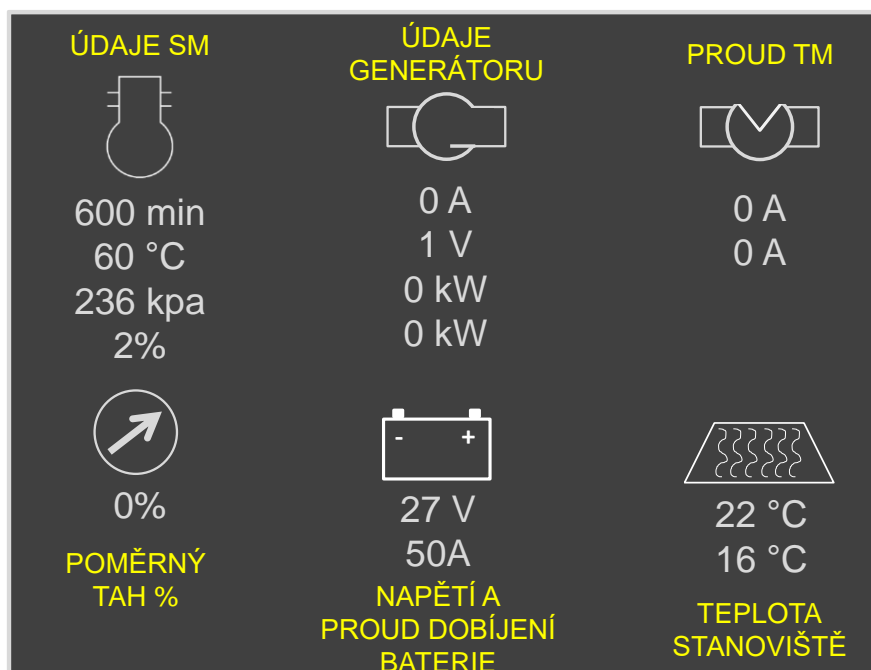 ÚDAJE SM
600 min
60 °C
236 kpa
2%
ÚDAJE
GENERÁTORU
0 A
1 V
0 kW
0 kW
PROUD TM
0 A
0 A
0%
POMĚRNÝ
TAH %
- +
27 V
50A
NAPĚTÍ A
PROUD DOBÍJENÍ
BATERIE
22 °C
16 °C
TEPLOTA
STANOVIŠTĚ